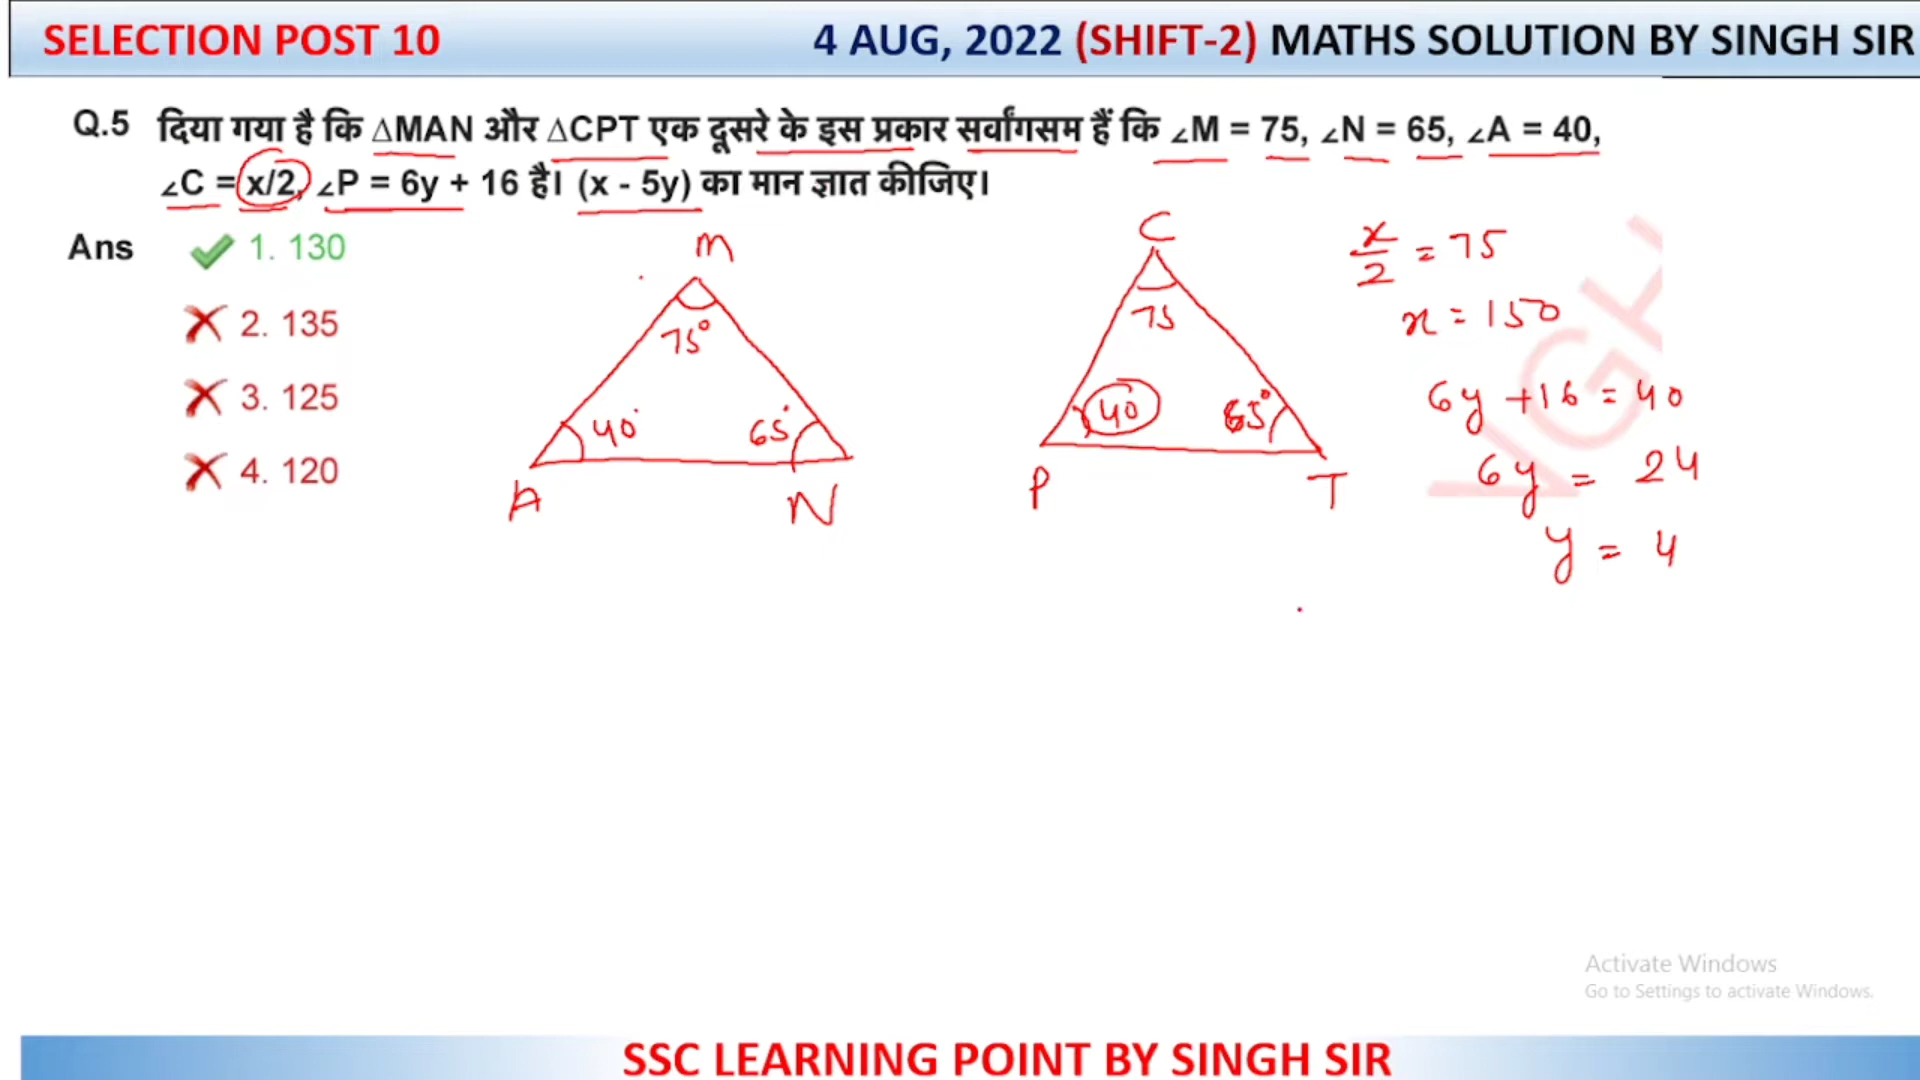 SELECTION POST 10
4 AUG, 2022 (SHIFT-2) MATHS SOLUTION BY SINGH SIR
Q.5 दिया गया है कि △MAN और △CPT एक दूसरे के इस प्रकार सर्वांगसम हैं कि ∠M = 75, ∠N = 65, ∠A = 40,
∠C = x/2, ∠P = 6y + 16 है। (x - 5y) का मान ज्ञात कीजिए।
Ans
1. 130
2. 135
3. 125
4. 120
M
75°
40°
65°
A
N
C
75
40
65°
P
T
x/2 = 75
x = 150
6y + 16 = 40
6y = 24
y = 4
Activate Windows
Go to Settings to activate Windows.
SSC LEARNING POINT BY SINGH SIR